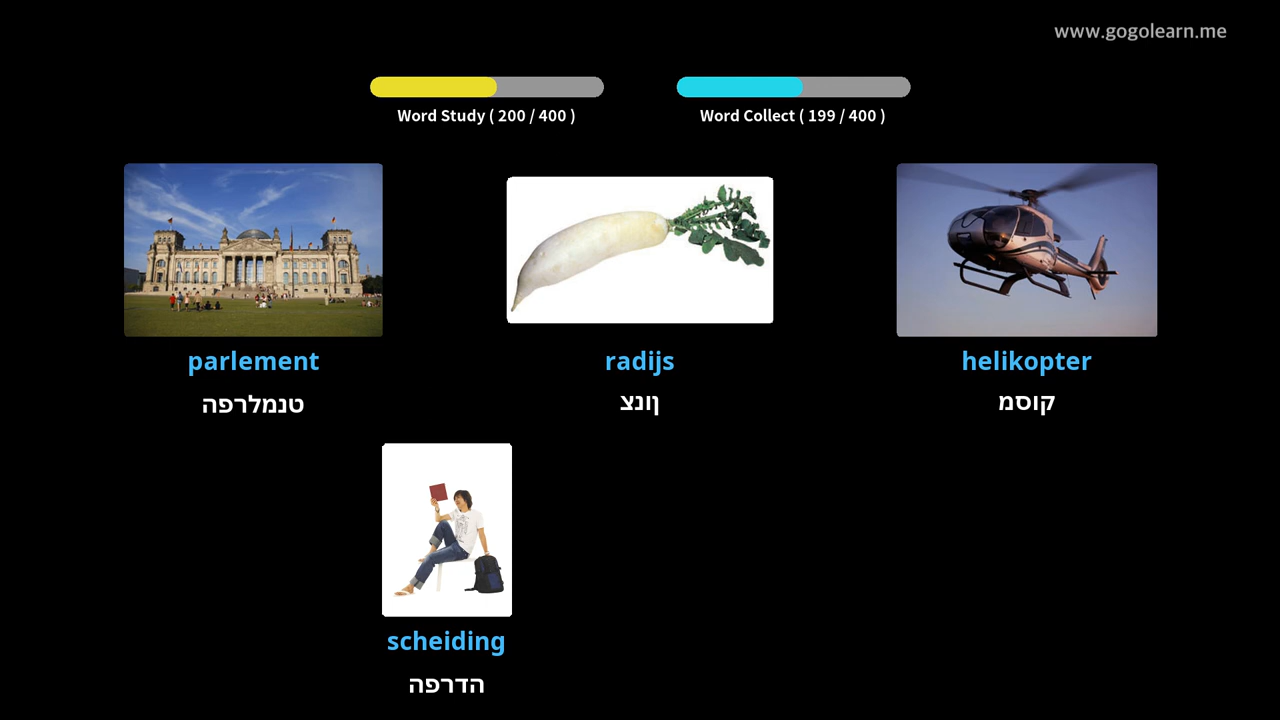 www.gogolearn.me
Word Study ( 200 / 400 )
Word Collect ( 199 / 400 )
parlement
טנמלרפה
radijs
ןונצ
helikopter
קוסמ
scheiding
הדרפה